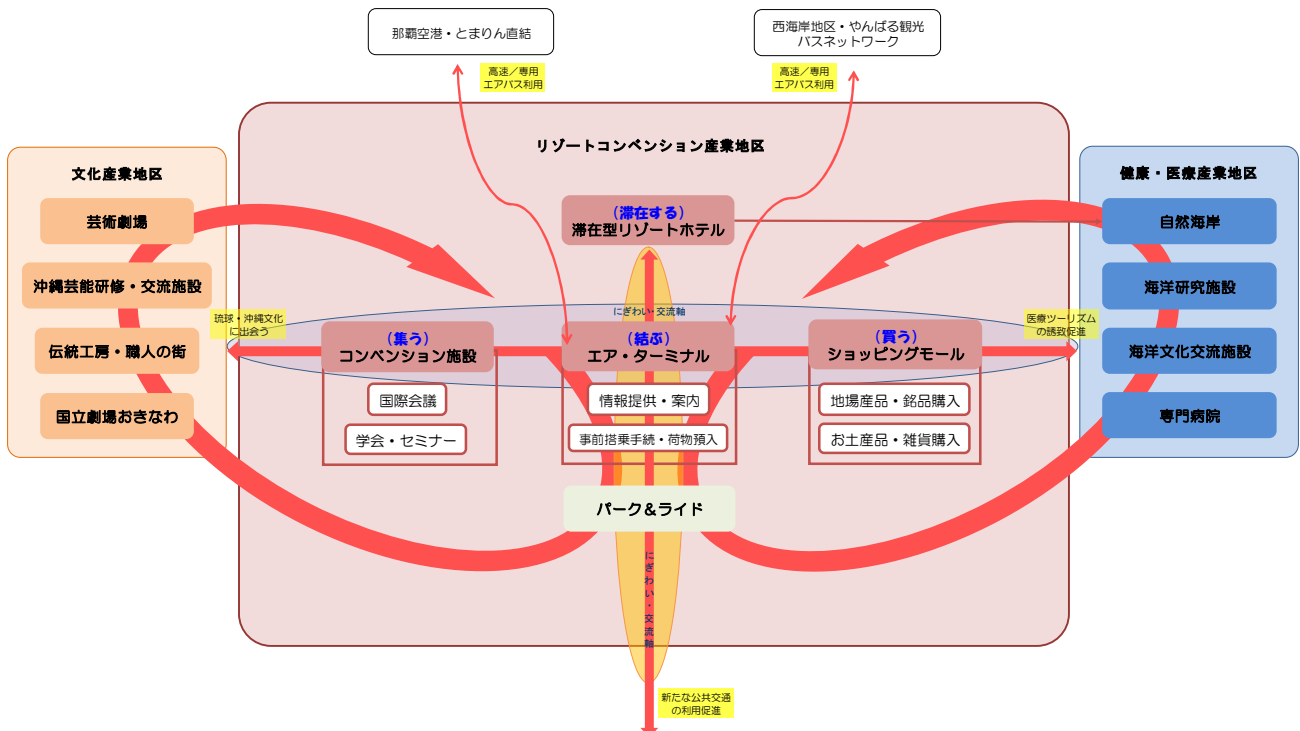 那覇空港・とまりん直結
西海岸地区・やんばる観光
バスネットワーク
高速／専用
エアバス利用
高速／専用
エアバス利用
リゾートコンベンション産業地区
文化産業地区
芸術劇場
沖縄芸能研修・交流施設
伝統工房・職人の街
国立劇場おきなわ
琉球・沖縄文化
に出会う
（滞在する）
滞在型リゾートホテル
にぎわい・交流軸
（集う）
コンベンション施設
国際会議
学会・セミナー
（結ぶ）
エア・ターミナル
情報提供・案内
事前搭乗手続・荷物預入
（買う）
ショッピングモール
地場産品・銘品購入
お土産品・雑貨購入
パーク＆ライド
にぎわい・交流軸
新たな公共交通
の利用促進
健康・医療産業地区
自然海岸
海洋研究施設
海洋文化交流施設
専門病院
医療ツーリズム
の誘致促進